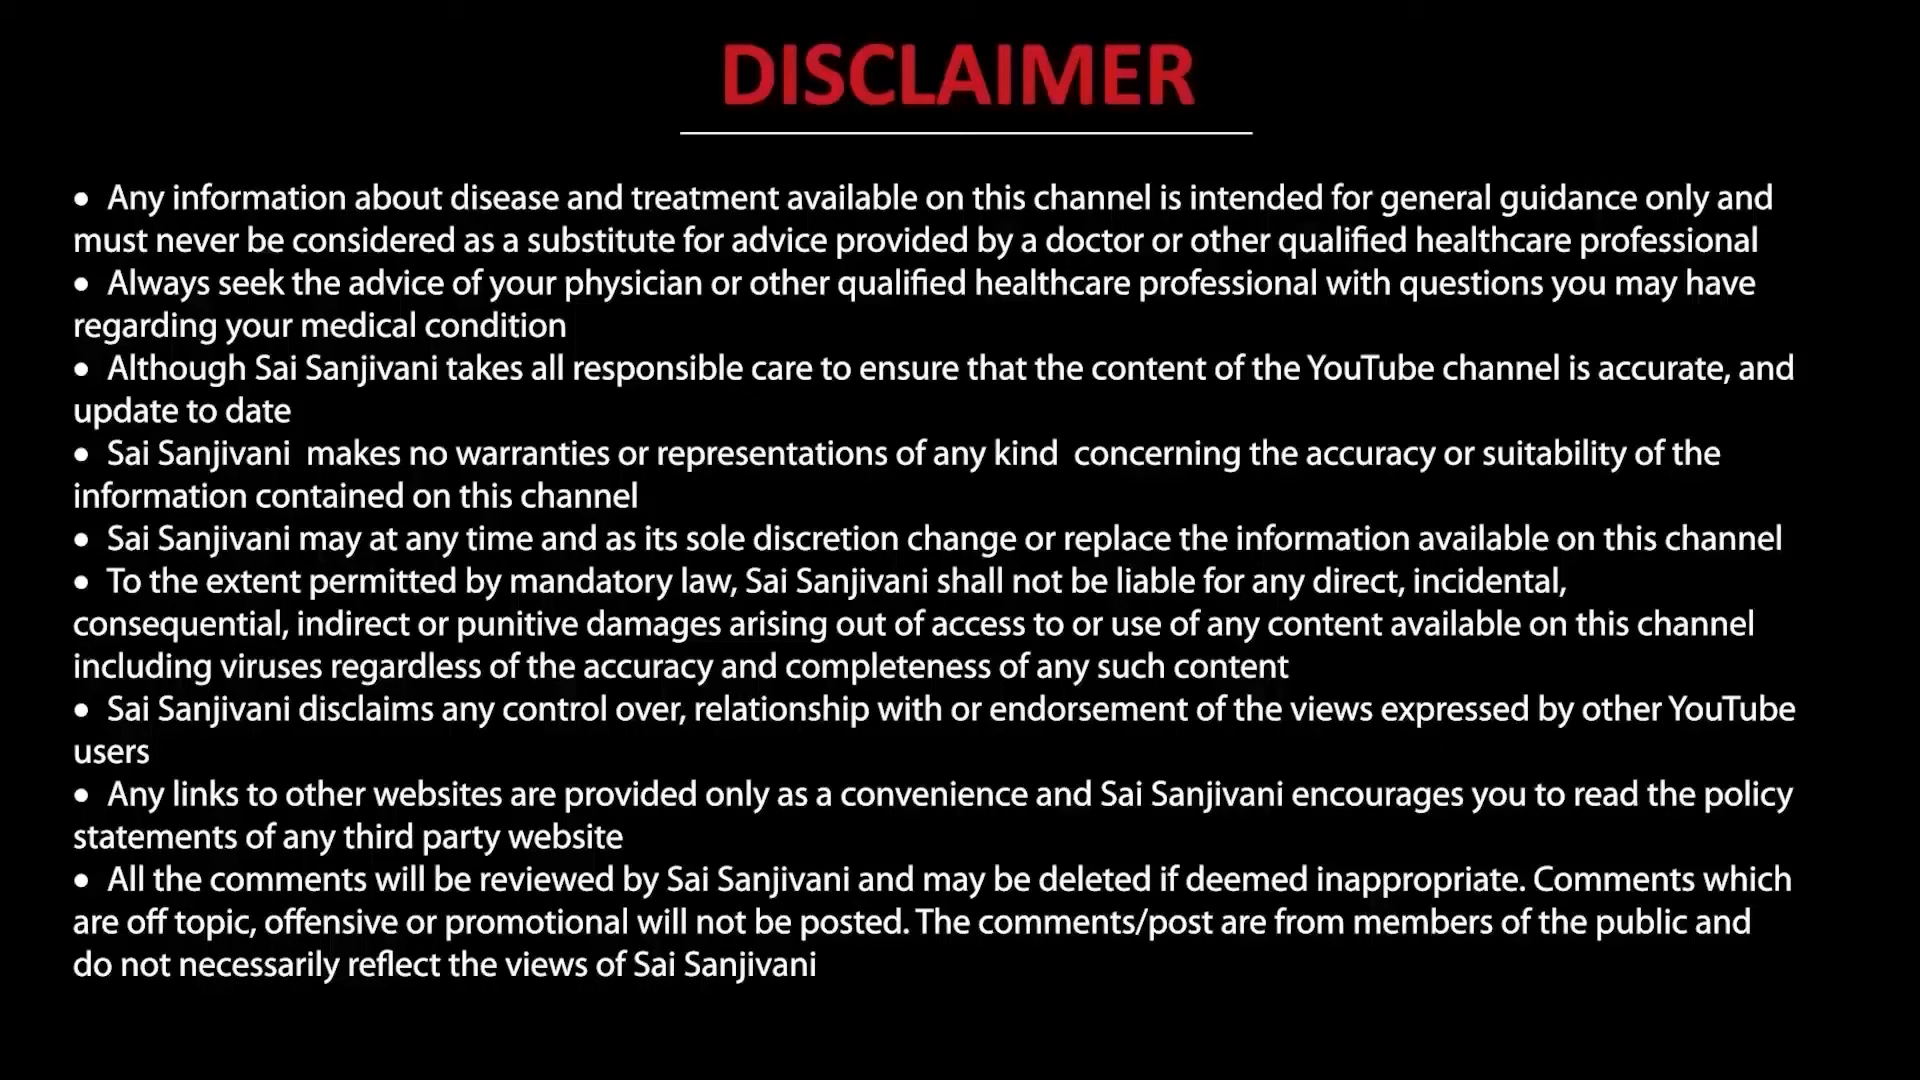 DISCLAIMER
• Any information about disease and treatment available on this channel is intended for general guidance only and
must never be considered as a substitute for advice provided by a doctor or other qualified healthcare professional
• Always seek the advice of your physician or other qualified healthcare professional with questions you may have
regarding your medical condition
• Although Sai Sanjivani takes all responsible care to ensure that the content of the YouTube channel is accurate, and
update to date
• Sai Sanjivani  makes no warranties or representations of any kind  concerning the accuracy or suitability of the
information contained on this channel
• Sai Sanjivani may at any time and as its sole discretion change or replace the information available on this channel
• To the extent permitted by mandatory law, Sai Sanjivani shall not be liable for any direct, incidental,
consequential, indirect or punitive damages arising out of access to or use of any content available on this channel
including viruses regardless of the accuracy and completeness of any such content
• Sai Sanjivani disclaims any control over, relationship with or endorsement of the views expressed by other YouTube
users
• Any links to other websites are provided only as a convenience and Sai Sanjivani encourages you to read the policy
statements of any third party website
• All the comments will be reviewed by Sai Sanjivani and may be deleted if deemed inappropriate. Comments which
are off topic, offensive or promotional will not be posted. The comments/post are from members of the public and
do not necessarily reflect the views of Sai Sanjivani